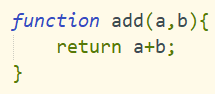 function add(a,b){
    return a+b;
}